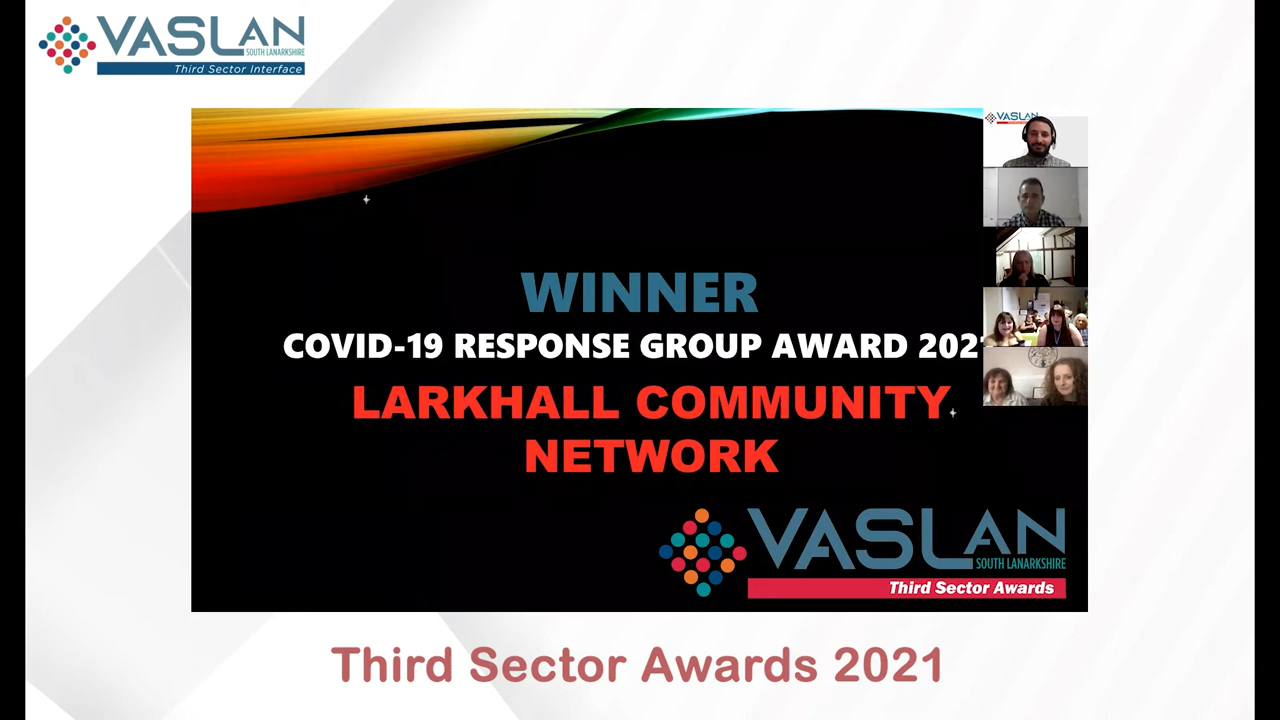 VASLAN
SOUTH LANARKSHIRE
Third Sector Interface
VASLAN
WINNER
COVID-19 RESPONSE GROUP AWARD 202
LARKHALL COMMUNITY
NETWORK
VASLAN
SOUTH LANARKSHIRE
Third Sector Awards
Third Sector Awards 2021